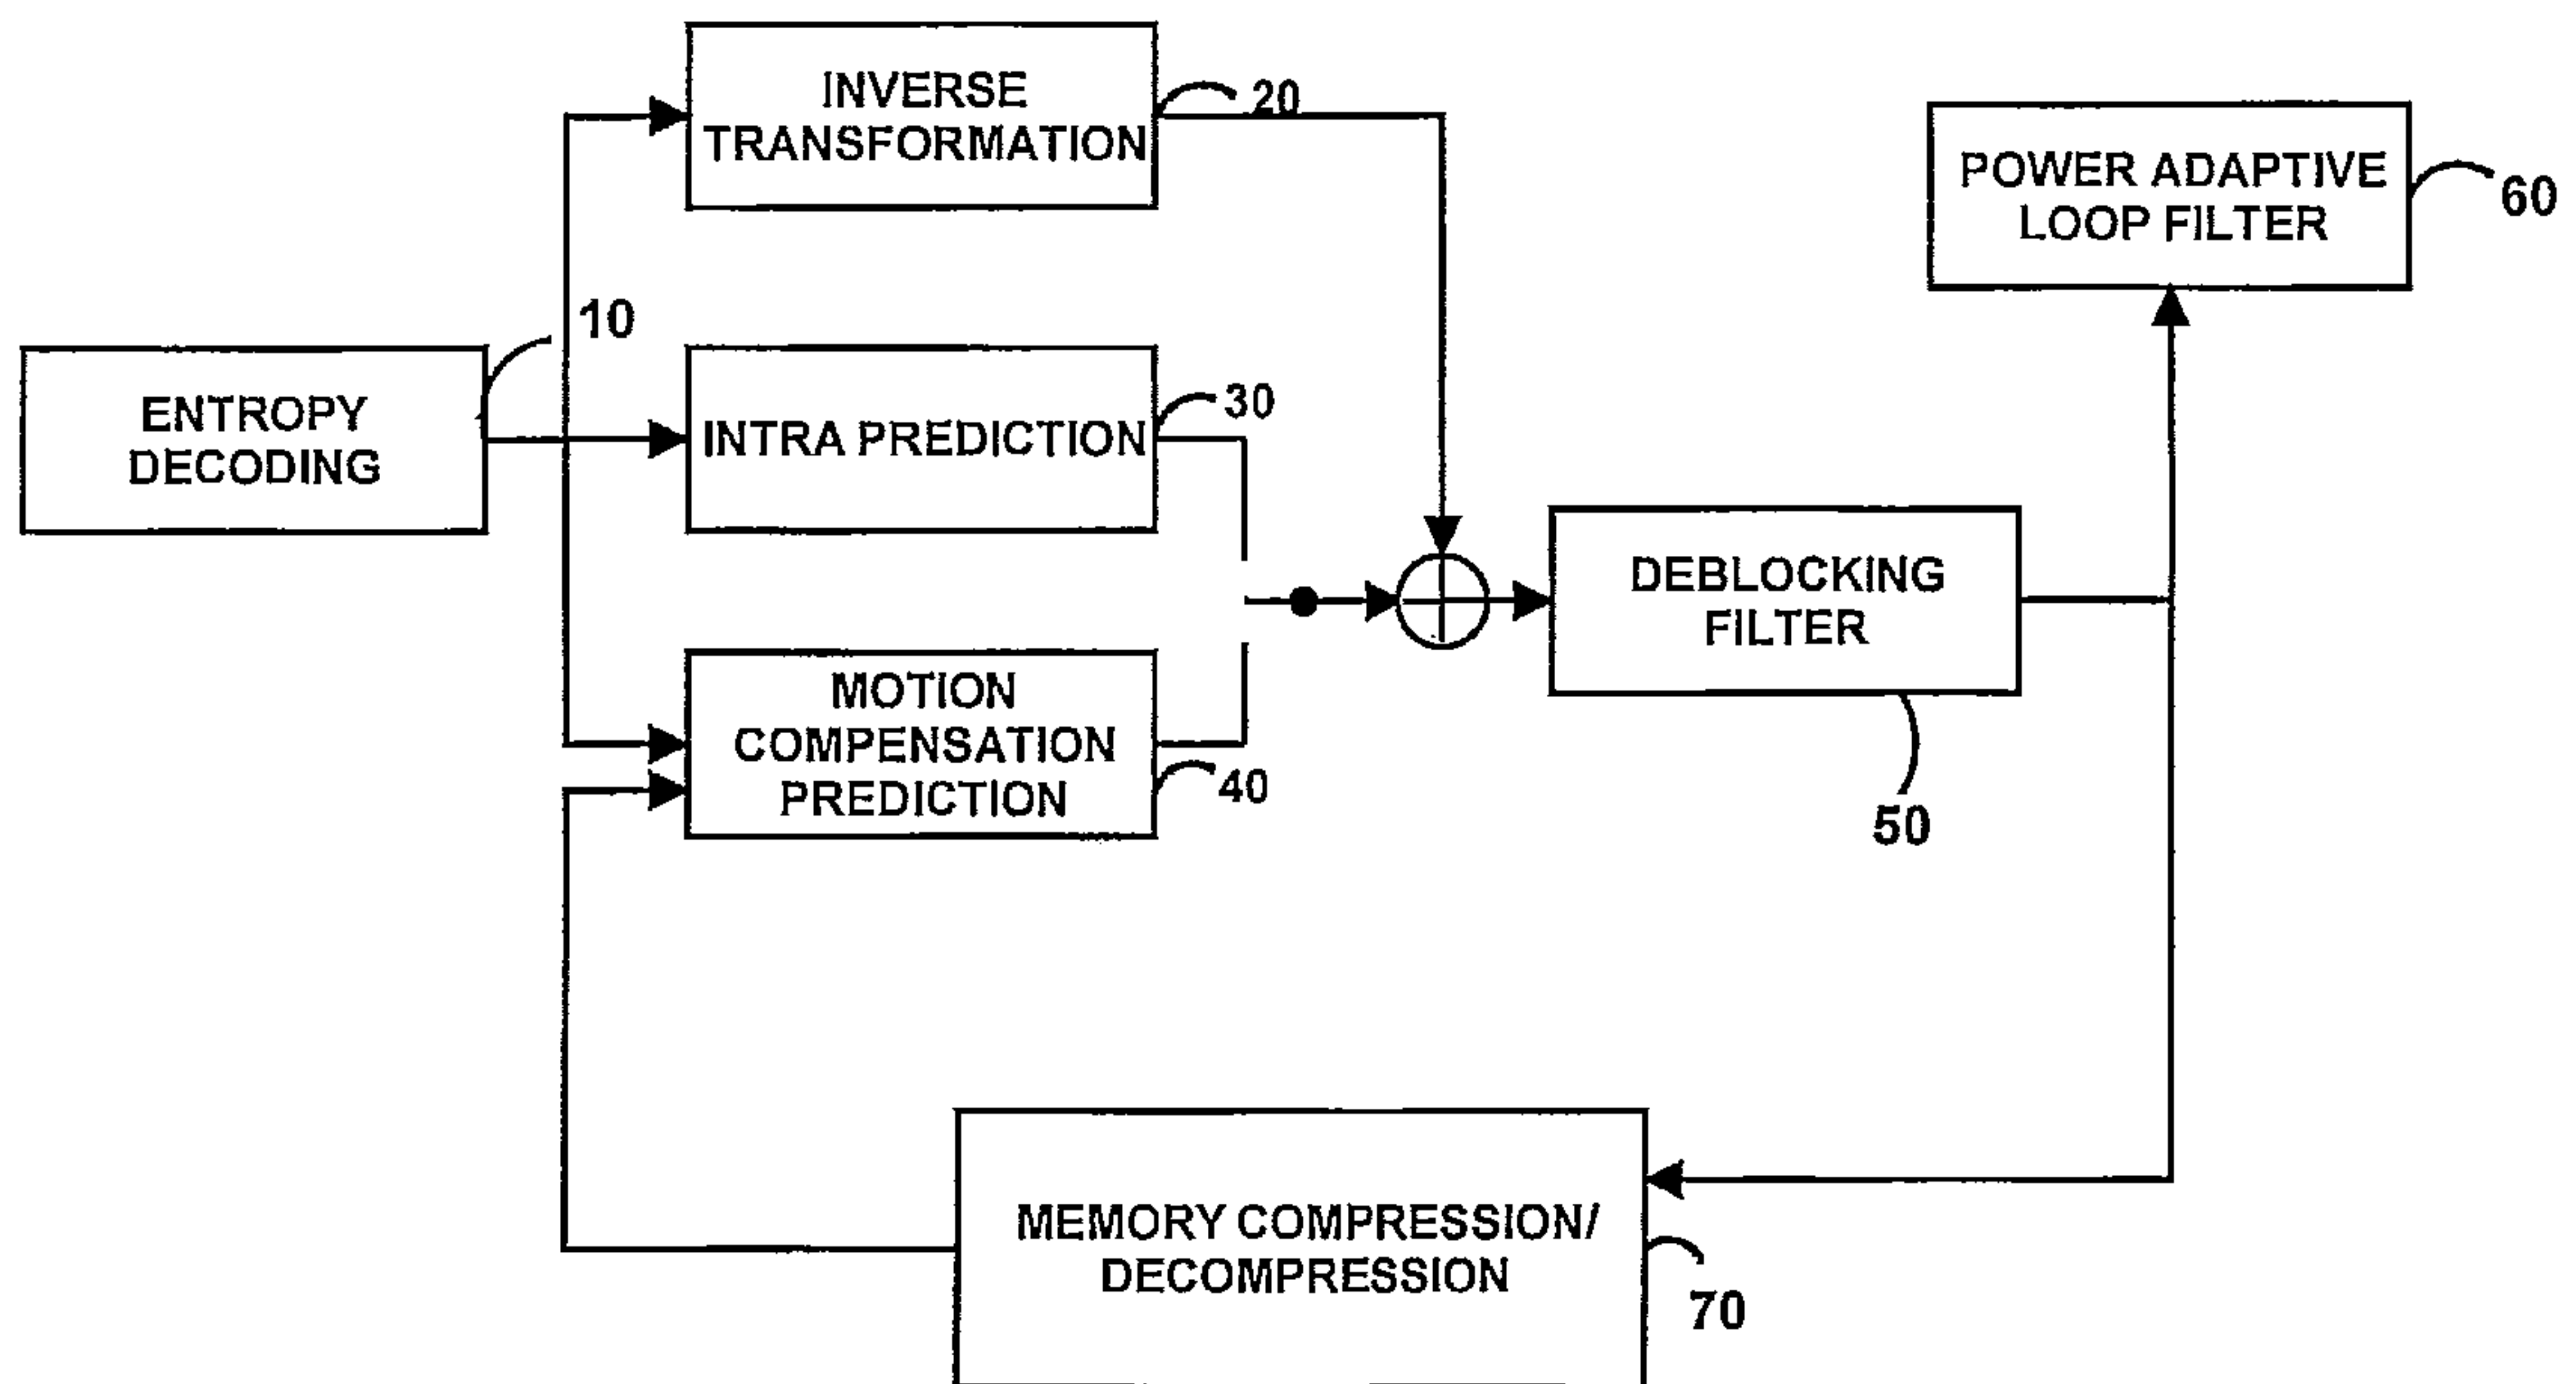 INVERSE
TRANSFORMATION
20
POWER ADAPTIVE
LOOP FILTER
60
10
ENTROPY
DECODING
INTRA PREDICTION
30
DEBLOCKING
FILTER
50
MOTION
COMPENSATION
PREDICTION
40
MEMORY COMPRESSION/
DECOMPRESSION
70